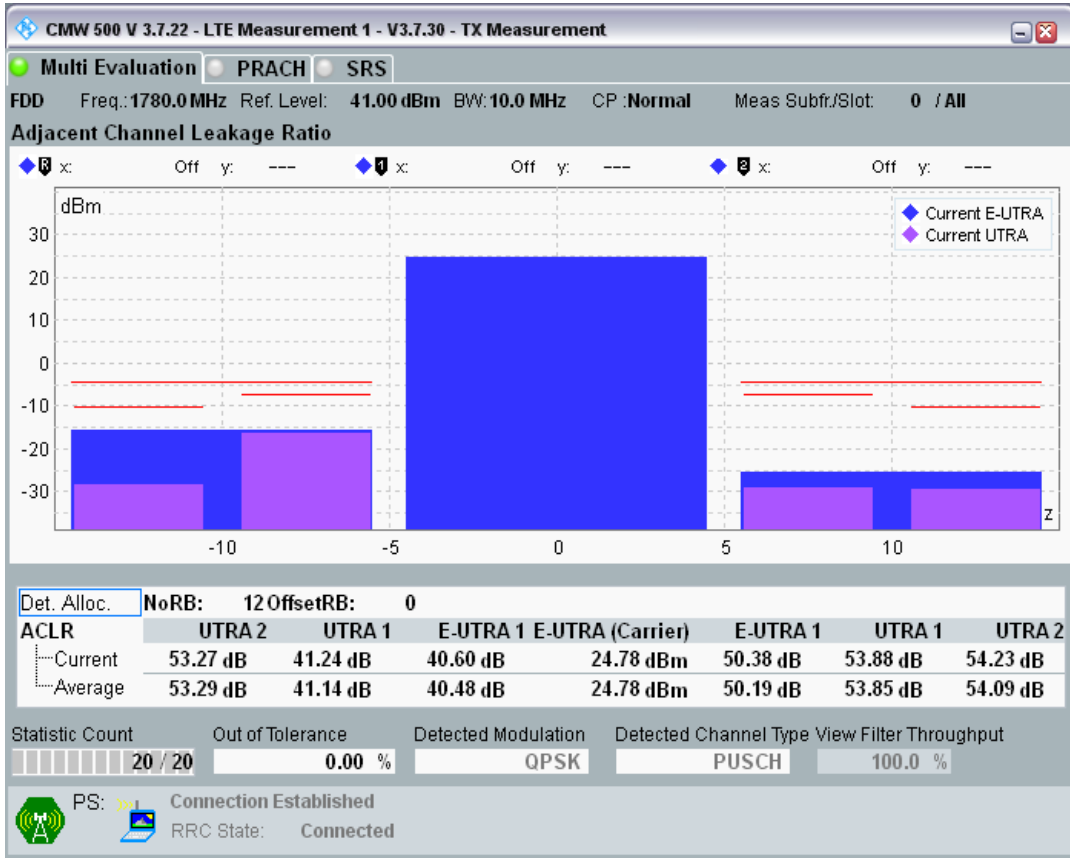 CMW 500 V 3.7.22 - LTE Measurement 1 - V3.7.30 - TX Measurement
Multi Evaluation PRACH SRS
FDD Freq.: 1780.0 MHz Ref. Level: 41.00 dBm BW: 10.0 MHz CP :Normal Meas Subfr./Slot: 0 / All
Adjacent Channel Leakage Ratio
R x: Off y: --- 1 x: Off y: --- 2 x: Off y: ---
dBm
Current E-UTRA
Current UTRA
30
20
10
0
-10
-20
-30
z
-10 -5 0 5 10
Det. Alloc. NoRB: 12 OffsetRB: 0
ACLR UTRA 2 UTRA 1 E-UTRA 1 E-UTRA (Carrier) E-UTRA 1 UTRA 1 UTRA 2
Current 53.27 dB 41.24 dB 40.60 dB 24.78 dBm 50.38 dB 53.88 dB 54.23 dB
Average 53.29 dB 41.14 dB 40.48 dB 24.78 dBm 50.19 dB 53.85 dB 54.09 dB
Statistic Count Out of Tolerance Detected Modulation Detected Channel Type View Filter Throughput
20 / 20 0.00 % QPSK PUSCH 100.0 %
PS: Connection Established
RRC State: Connected